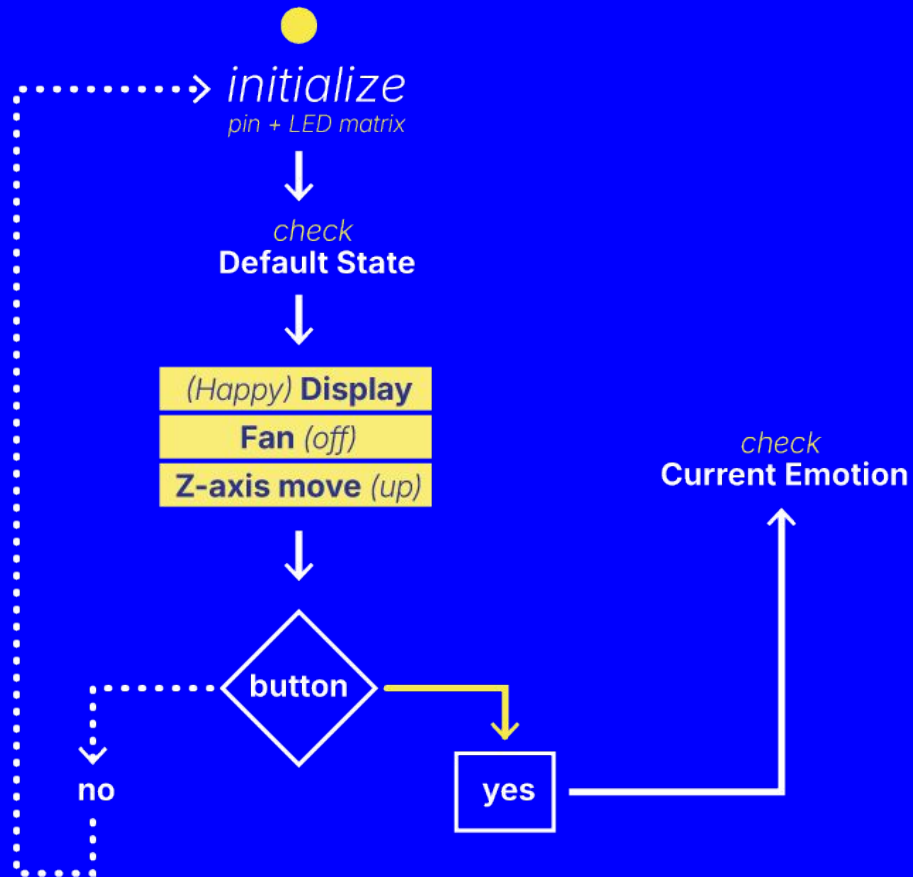 initialize
pin + LED matrix
check
Default State
(Happy) Display
Fan (off)
Z-axis move (up)
check
Current Emotion
button
no
yes